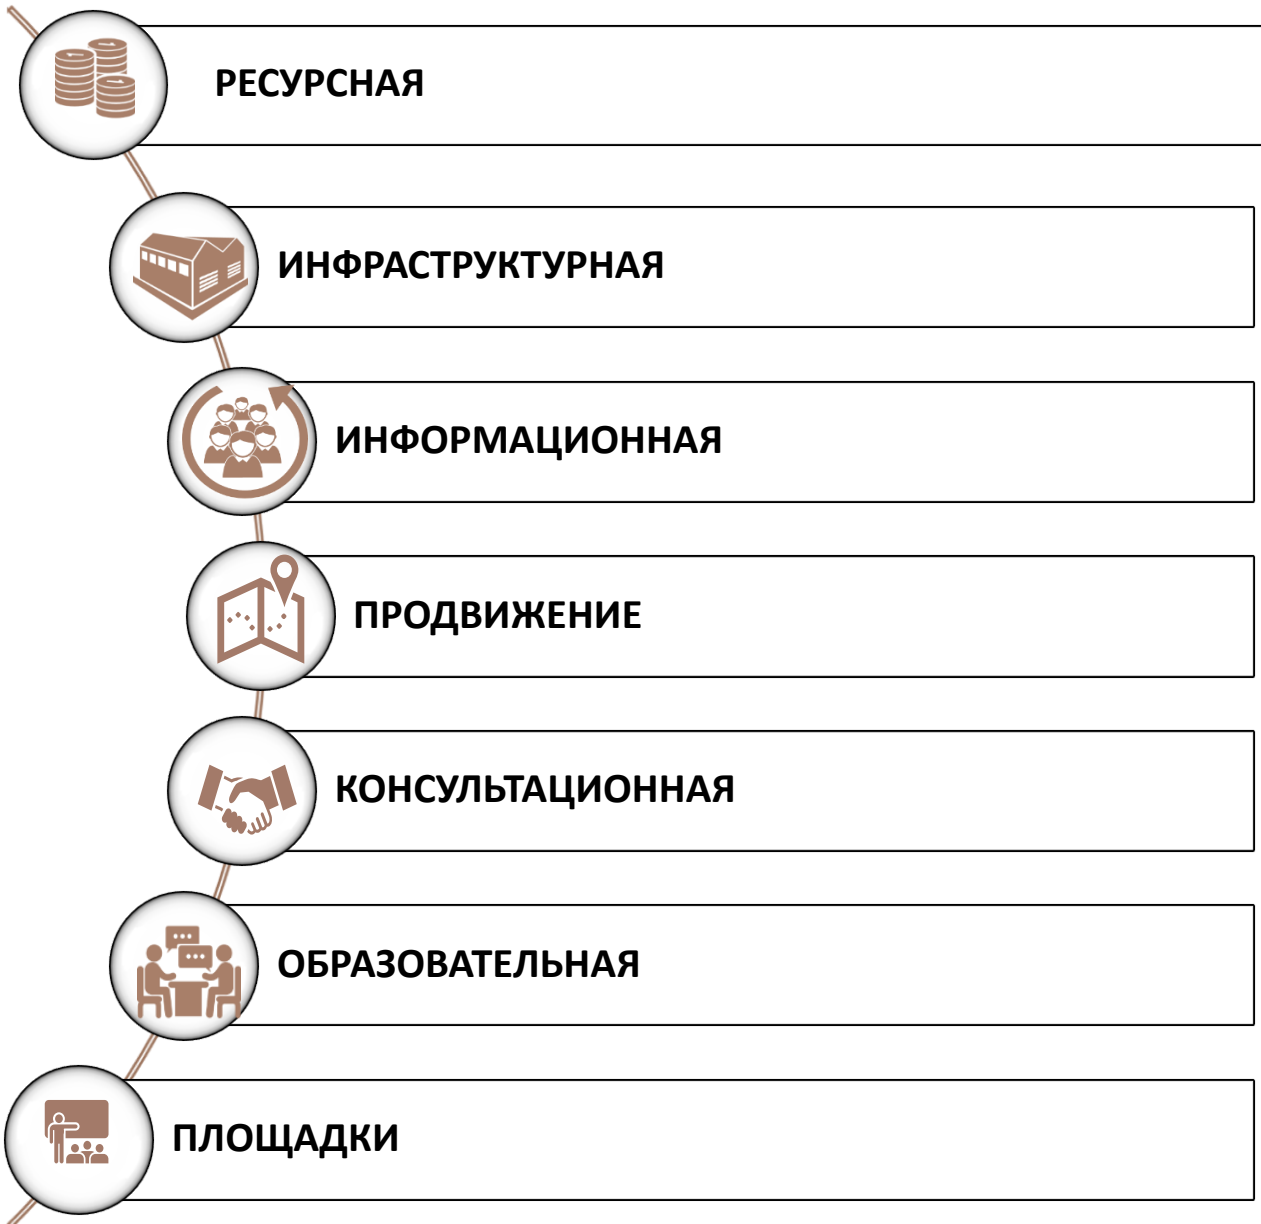 РЕСУРСНАЯ
ИНФРАСТРУКТУРНАЯ
ИНФОРМАЦИОННАЯ
ПРОДВИЖЕНИЕ
КОНСУЛЬТАЦИОННАЯ
ОБРАЗОВАТЕЛЬНАЯ
ПЛОЩАДКИ